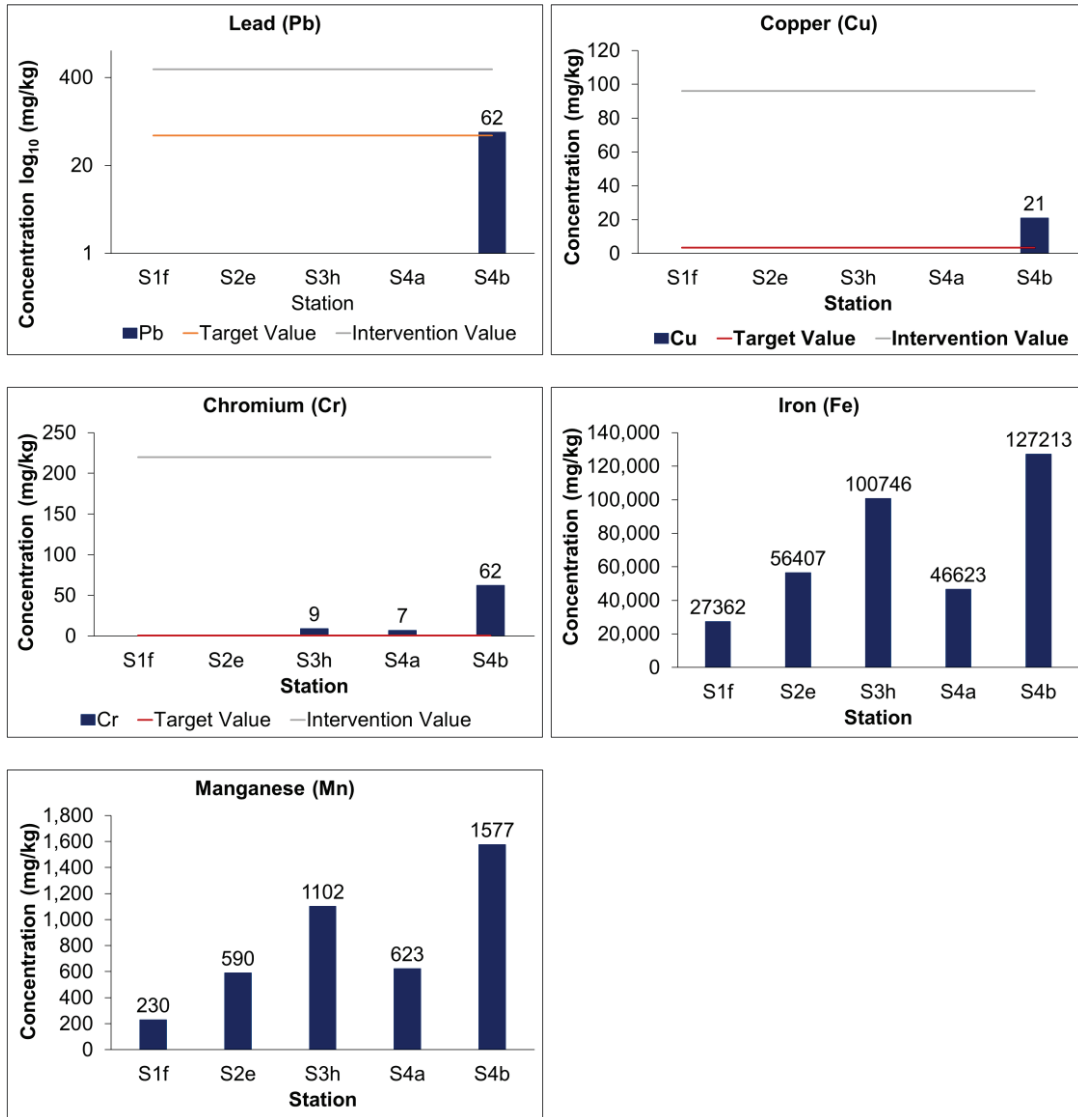 Lead (Pb)
Concentration log₁₀ (mg/kg)
400
20
1
62
S1f S2e S3h S4a S4b
Station
Pb Target Value Intervention Value
Copper (Cu)
Concentration (mg/kg)
120
100
80
60
40
20
0
21
S1f S2e S3h S4a S4b
Station
Cu Target Value Intervention Value
Chromium (Cr)
Concentration (mg/kg)
250
200
150
100
50
0
9 7 62
S1f S2e S3h S4a S4b
Station
Cr Target Value Intervention Value
Iron (Fe)
Concentration (mg/kg)
140,000
120,000
100,000
80,000
60,000
40,000
20,000
0
27362 56407 100746 46623 127213
S1f S2e S3h S4a S4b
Station
Manganese (Mn)
Concentration (mg/kg)
1,800
1,600
1,400
1,200
1,000
800
600
400
200
0
230 590 1102 623 1577
S1f S2e S3h S4a S4b
Station